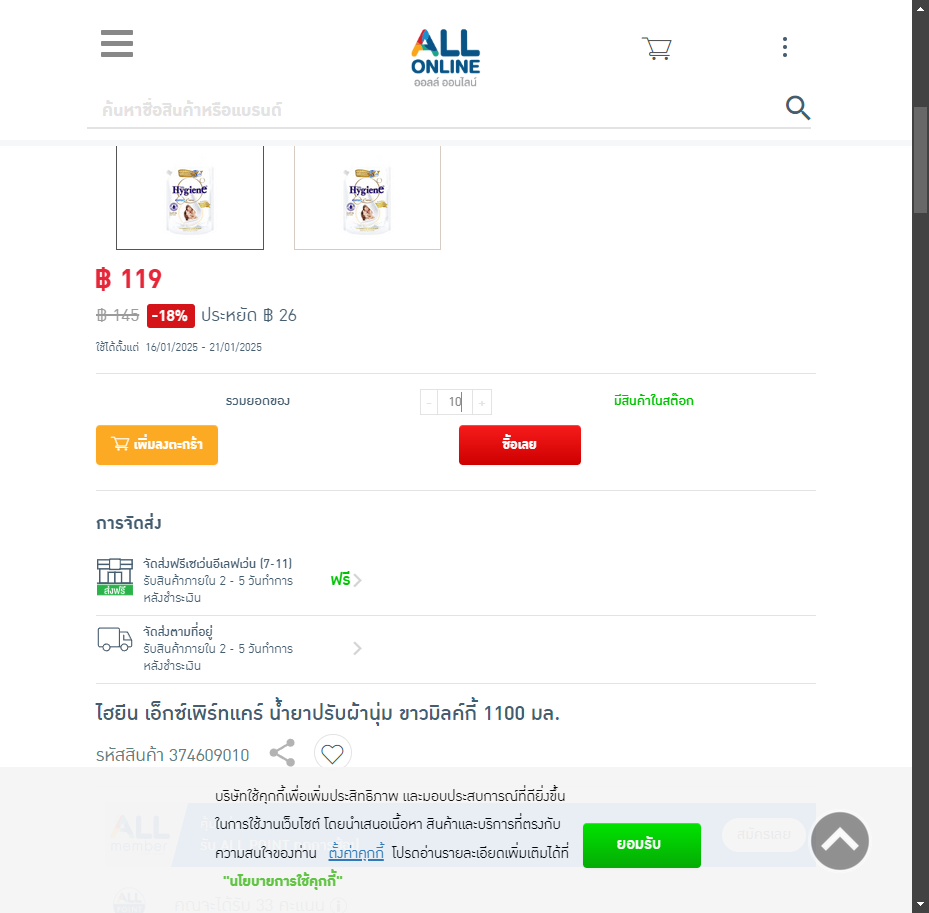 ALL
ONLINE
ออลล์ ออนไลน์
ค้นหาชื่อสินค้าหรือแบรนด์
Hygiene
Hygiene
฿ 119
฿ 145 -18% ประหยัด ฿ 26
ใช้ได้ตั้งแต่ 16/01/2025 - 21/01/2025
รวมยอดของ - 10 + มีสินค้าในสต๊อก
เพิ่มลงตะกร้า ซื้อเลย
การจัดส่ง
จัดส่งฟรีเซเว่นอีเลฟเว่น (7-11)
รับสินค้าภายใน 2 - 5 วันทำการ
หลังชำระเงิน
ส่งฟรี
ฟรี
จัดส่งตามที่อยู่
รับสินค้าภายใน 2 - 5 วันทำการ
หลังชำระเงิน
ไฮยีน เอ็กซ์เพิร์ทแคร์ น้ำยาปรับผ้านุ่ม ขาวมิลค์กี้ 1100 มล.
รหัสสินค้า 374609010
บริษัทใช้คุกกี้เพื่อเพิ่มประสิทธิภาพ และมอบประสบการณ์ที่ดียิ่งขึ้น
ในการใช้งานเว็บไซต์ โดยนำเสนอเนื้อหา สินค้าและบริการที่ตรงกับ
ความสนใจของท่าน ตั้งค่าคุกกี้ โปรดอ่านรายละเอียดเพิ่มเติมได้ที่
"นโยบายการใช้คุกกี้"
ยอมรับ
ALL
member
สมัครเลย
ALL
คุณจะได้รับ 33 คะแนน